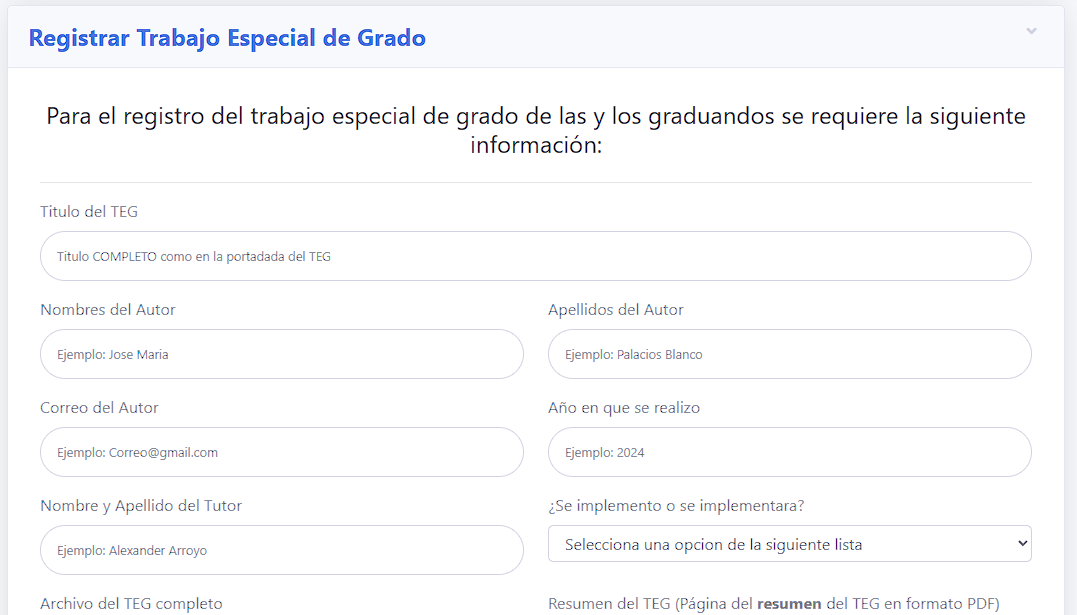 Registrar Trabajo Especial de Grado
Para el registro del trabajo especial de grado de las y los graduandos se requiere la siguiente
información:
Titulo del TEG
Titulo COMPLETO como en la portadada del TEG
Nombres del Autor
Apellidos del Autor
Ejemplo: Jose Maria
Ejemplo: Palacios Blanco
Correo del Autor
Año en que se realizo
Ejemplo: Correo@gmail.com
Ejemplo: 2024
Nombre y Apellido del Tutor
¿Se implemento o se implementara?
Ejemplo: Alexander Arroyo
Selecciona una opcion de la siguiente lista
Archivo del TEG completo
Resumen del TEG (Página del resumen del TEG en formato PDF)